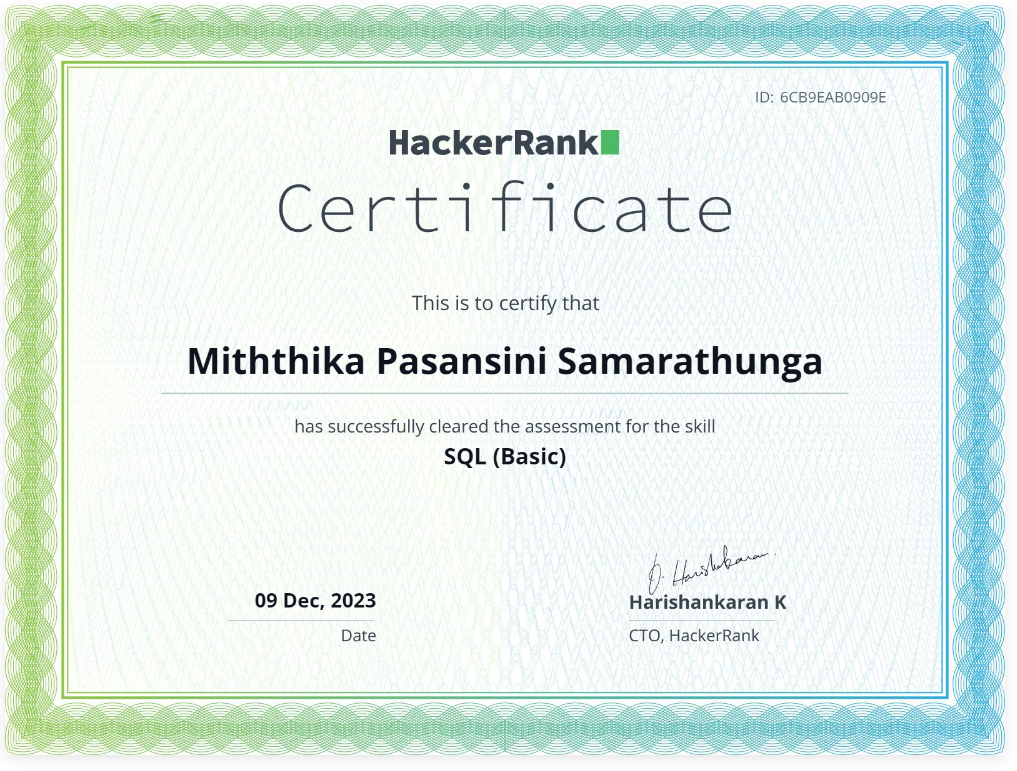 ID: 6CB9EAB0909E
HackerRank
Certificate
This is to certify that
Miththika Pasansini Samarathunga
has successfully cleared the assessment for the skill
SQL (Basic)
09 Dec, 2023
Date
D. Harishankaran
Harishankaran K
CTO, HackerRank